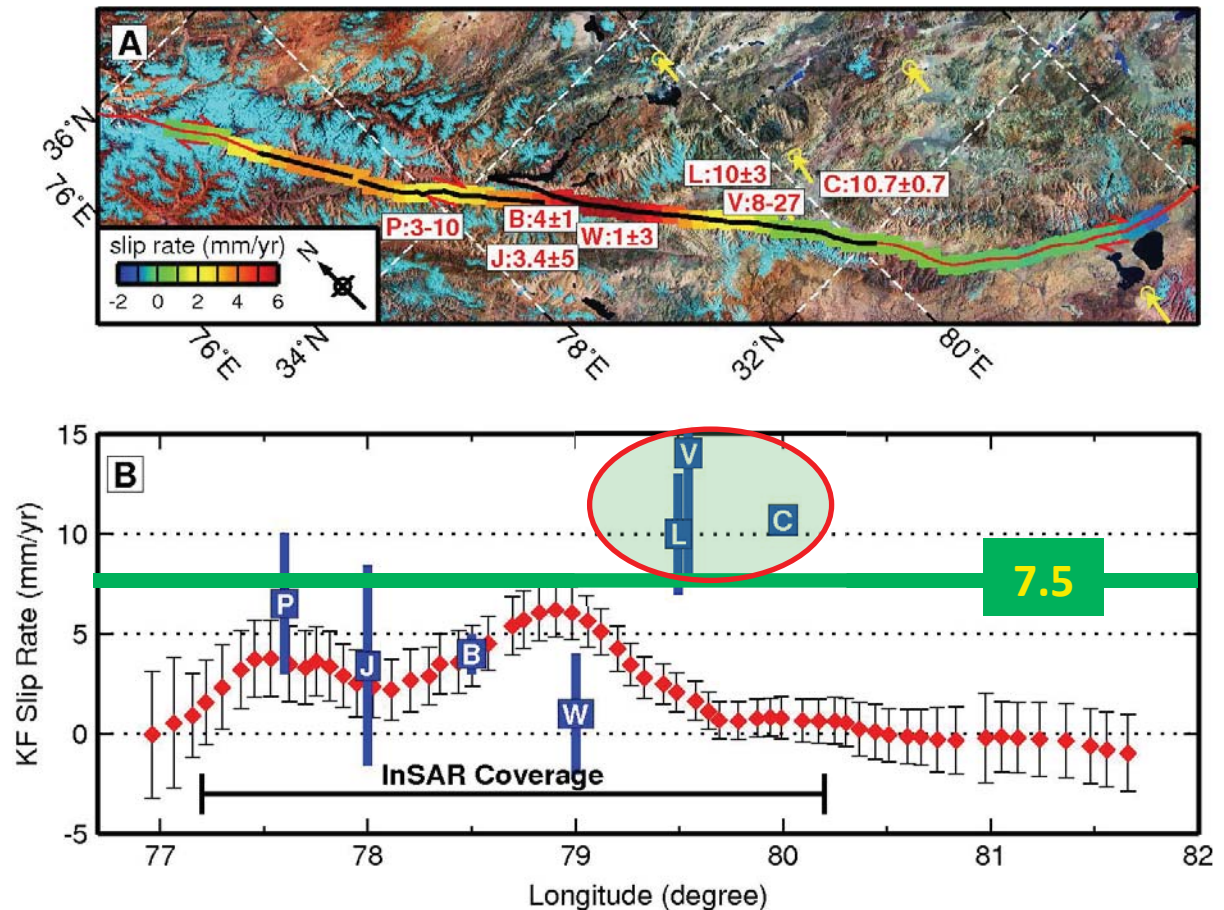 A
36°N
76°E
L:10±3
V:8-27
C:10.7±0.7
P:3-10
B:4±1
W:1±3
J:3.4±5
slip rate (mm/yr)
N
-2 0 2 4 6
76°E
34°N
78°E
32°N
80°E
B
KF Slip Rate (mm/yr)
15
10
5
0
-5
V
L
C
7.5
P
J
B
W
InSAR Coverage
77 78 79 80 81 82
Longitude (degree)